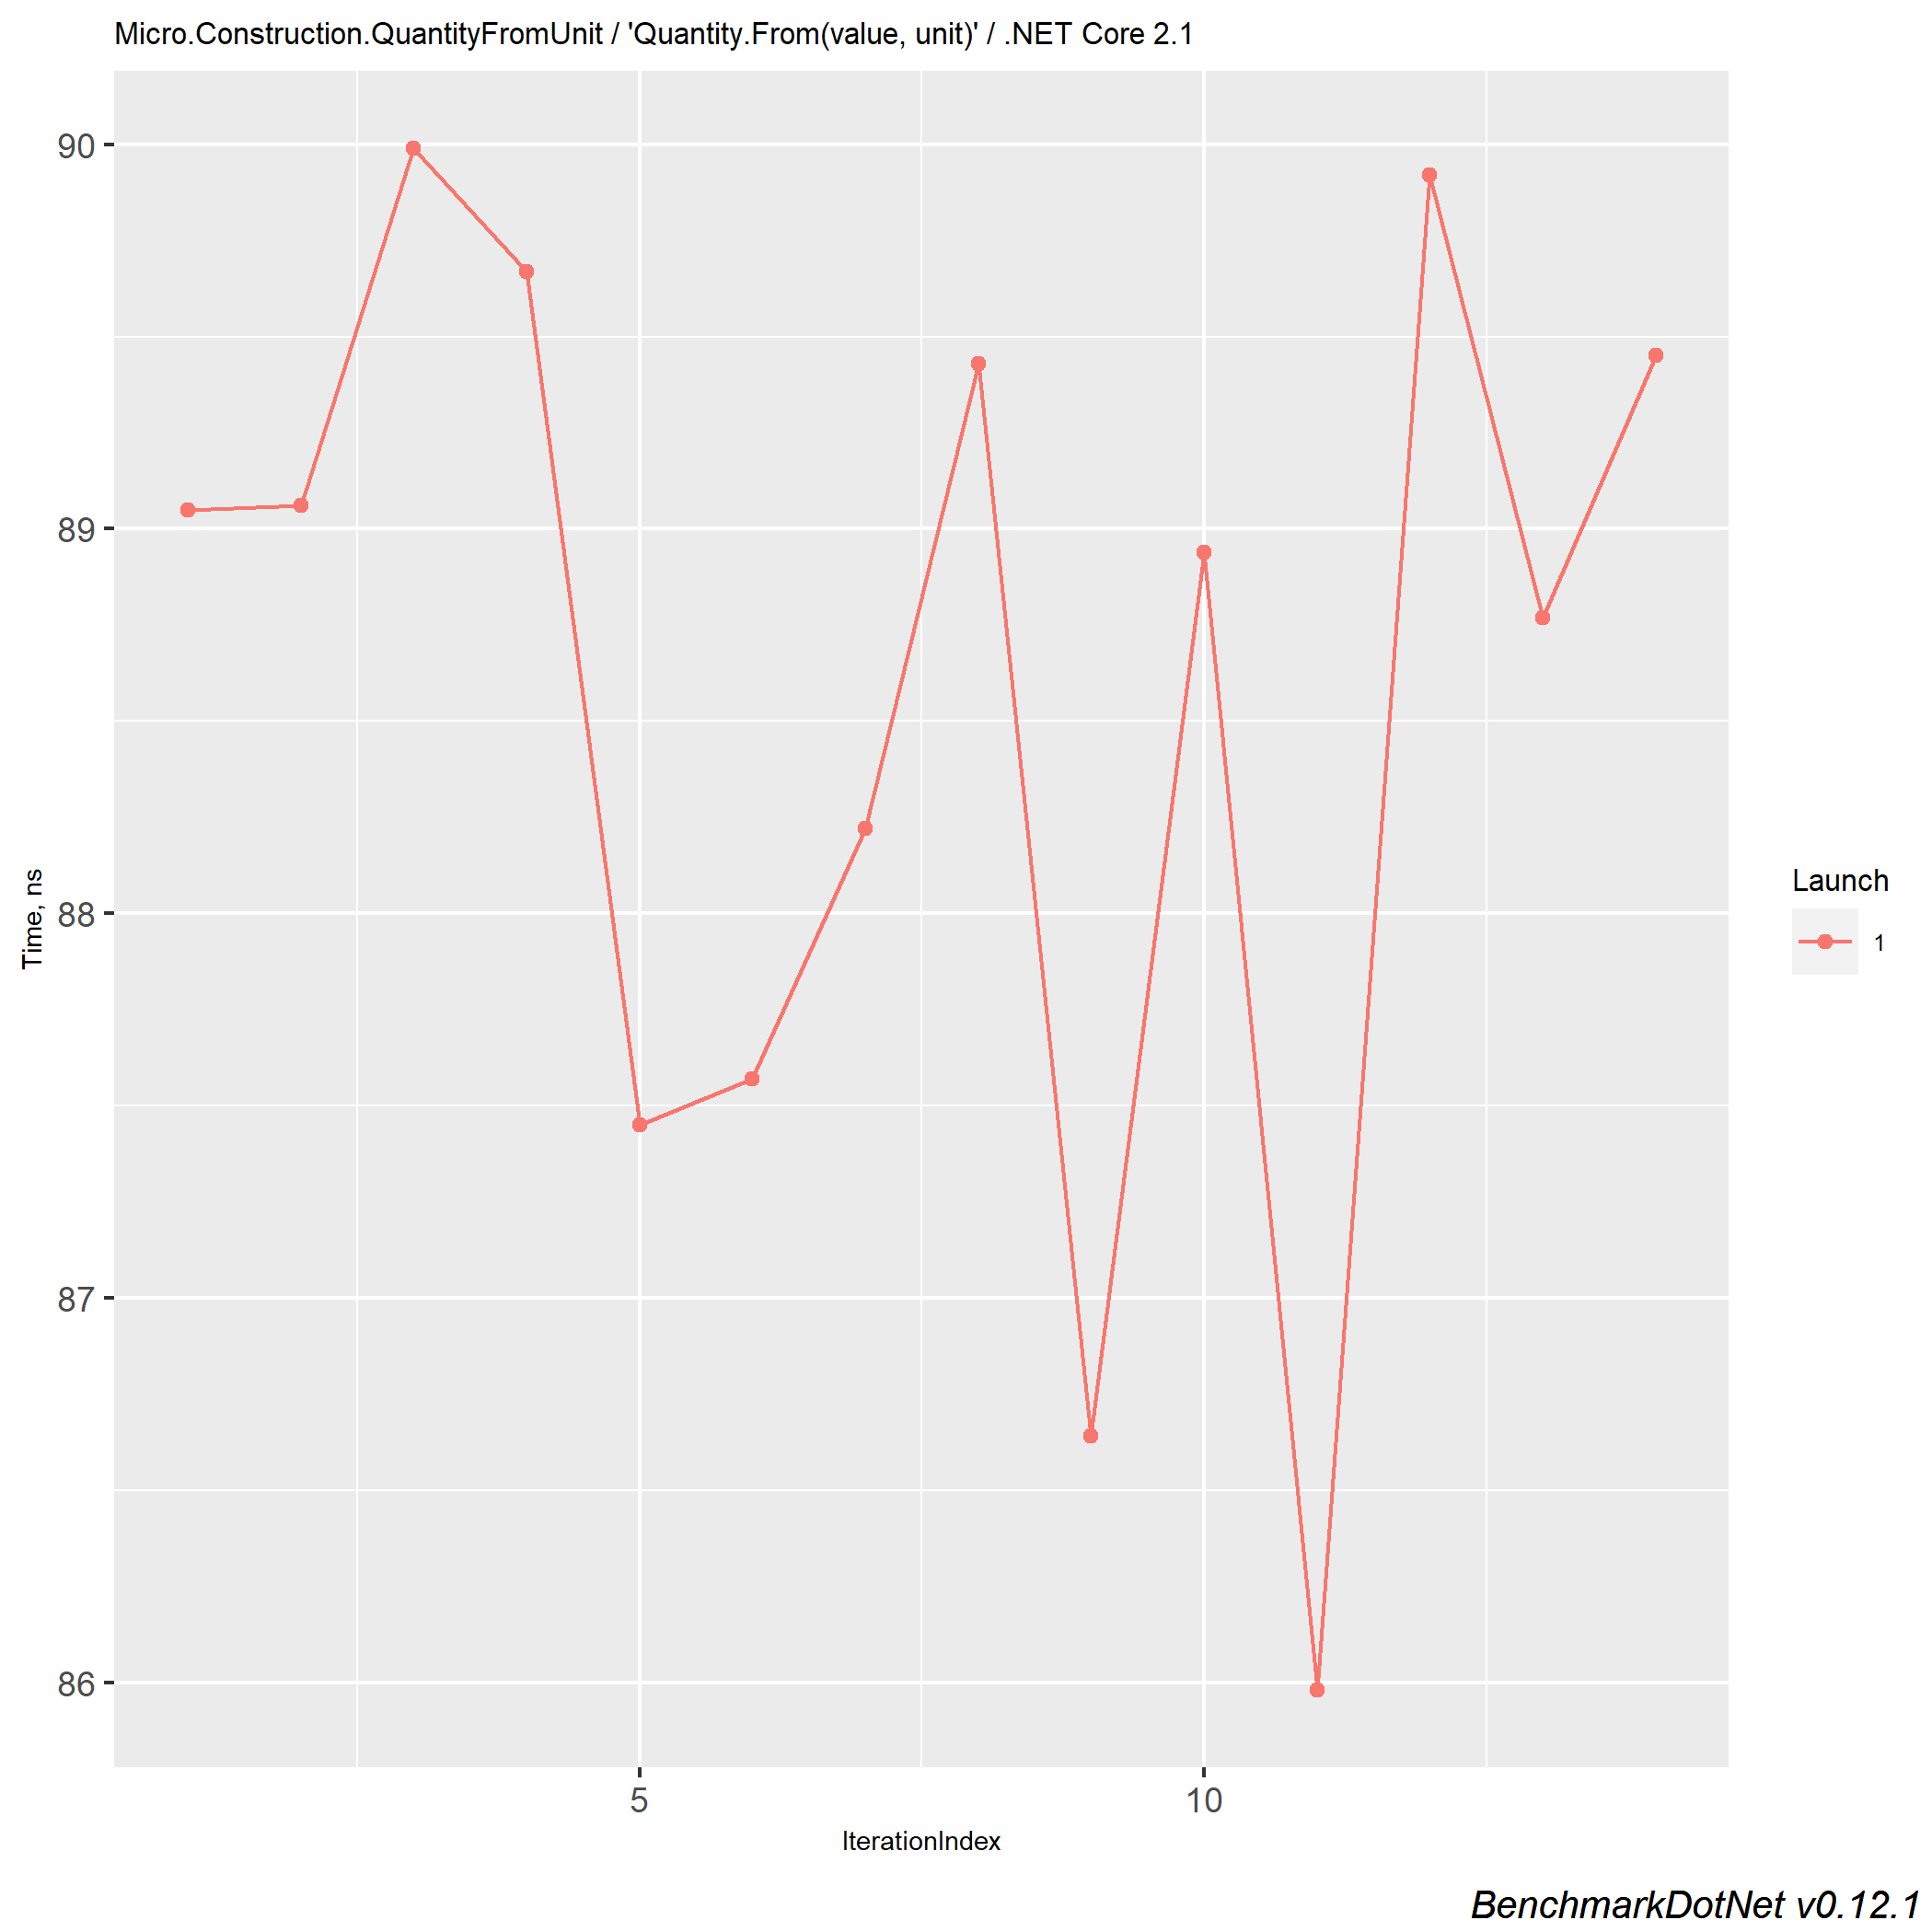 Micro.Construction.QuantityFromUnit / 'Quantity.From(value, unit)' / .NET Core 2.1
90
89
88
87
86
Time, ns
5
10
IterationIndex
Launch
1
BenchmarkDotNet v0.12.1